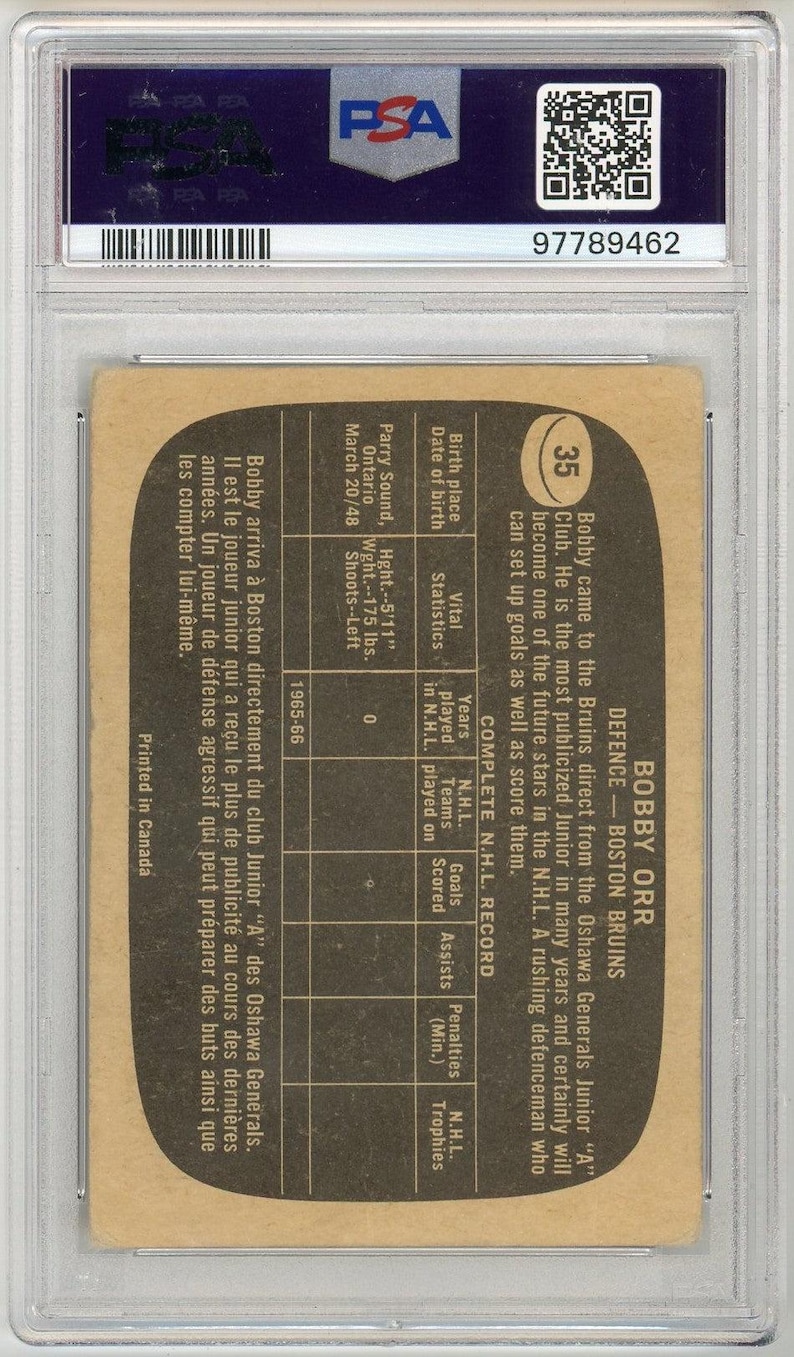 PSA PSA PSA
PSA
PSA PSA PSA
PSA
97789462
35
BOBBY ORR
DEFENCE — BOSTON BRUINS
Bobby came to the Bruins direct from the Oshawa Generals Junior "A"
Club. He is the most publicized Junior in many years and certainly will
become one of the future stars in the N.H.L. A rushing defenceman who
can set up goals as well as score them.
COMPLETE N.H.L. RECORD
Birth place
Date of birth
Vital
Statistics
Years
played
in N.H.L.
N.H.L.
Teams
played on
Goals
Scored
Assists
Penalties
(Min.)
N.H.L.
Trophies
Parry Sound,
Ontario
March 20/48
Hght.--5'11"
Wght.--175 lbs.
Shoots--Left
0
1965-66
Bobby arriva à Boston directement du club Junior "A" des Oshawa Generals.
Il est le joueur junior qui a reçu le plus de publicité au cours des dernières
années. Un joueur de défense agressif qui peut préparer des buts ainsi que
les compter lui-même.
Printed in Canada